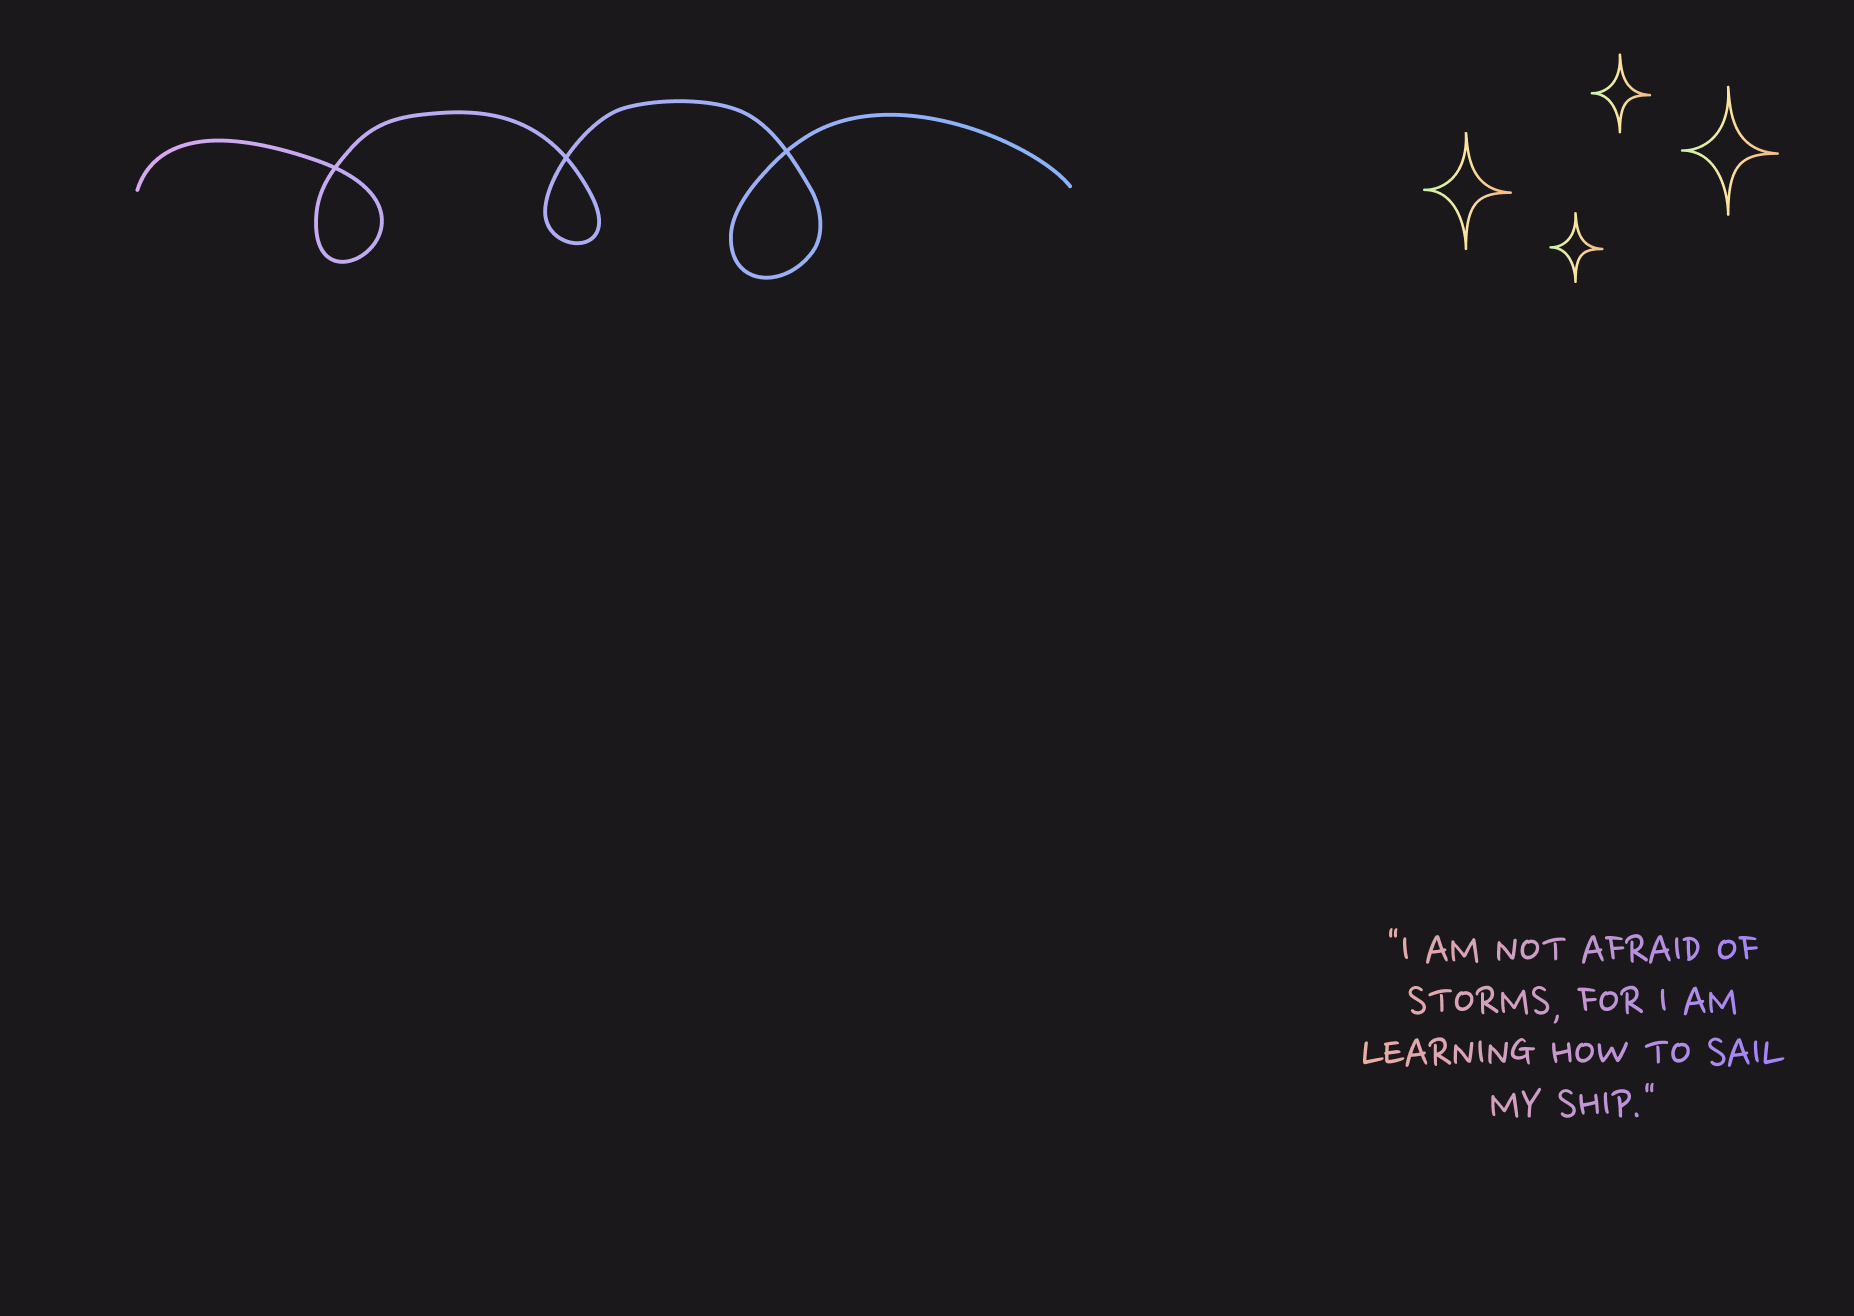 “I AM NOT AFRAID OF
STORMS, FOR I AM
LEARNING HOW TO SAIL
MY SHIP.“